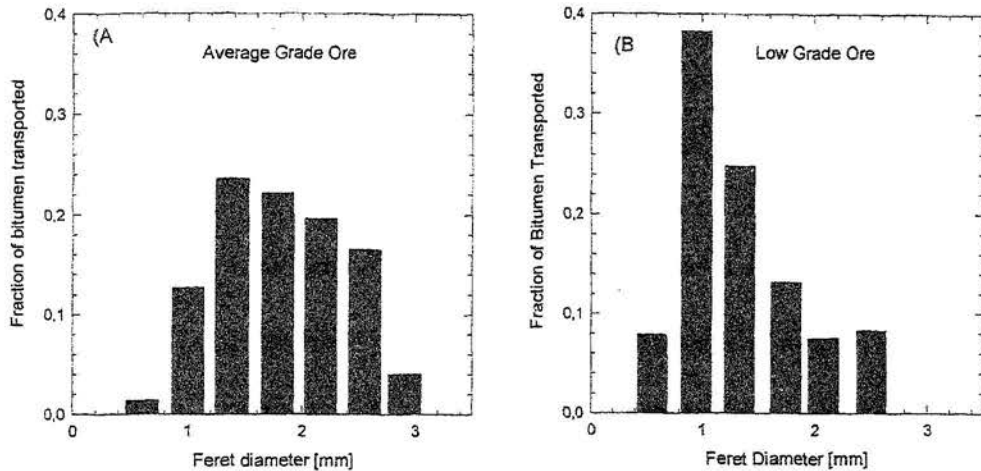 (A
Average Grade Ore
Fraction of bitumen transported
0,4
0,3
0,2
0,1
0,0
0
1
2
3
Feret diameter [mm]
(B
Low Grade Ore
Fraction of Bitumen Transported
0,4
0,3
0,2
0,1
0,0
0
1
2
3
Feret Diameter [mm]